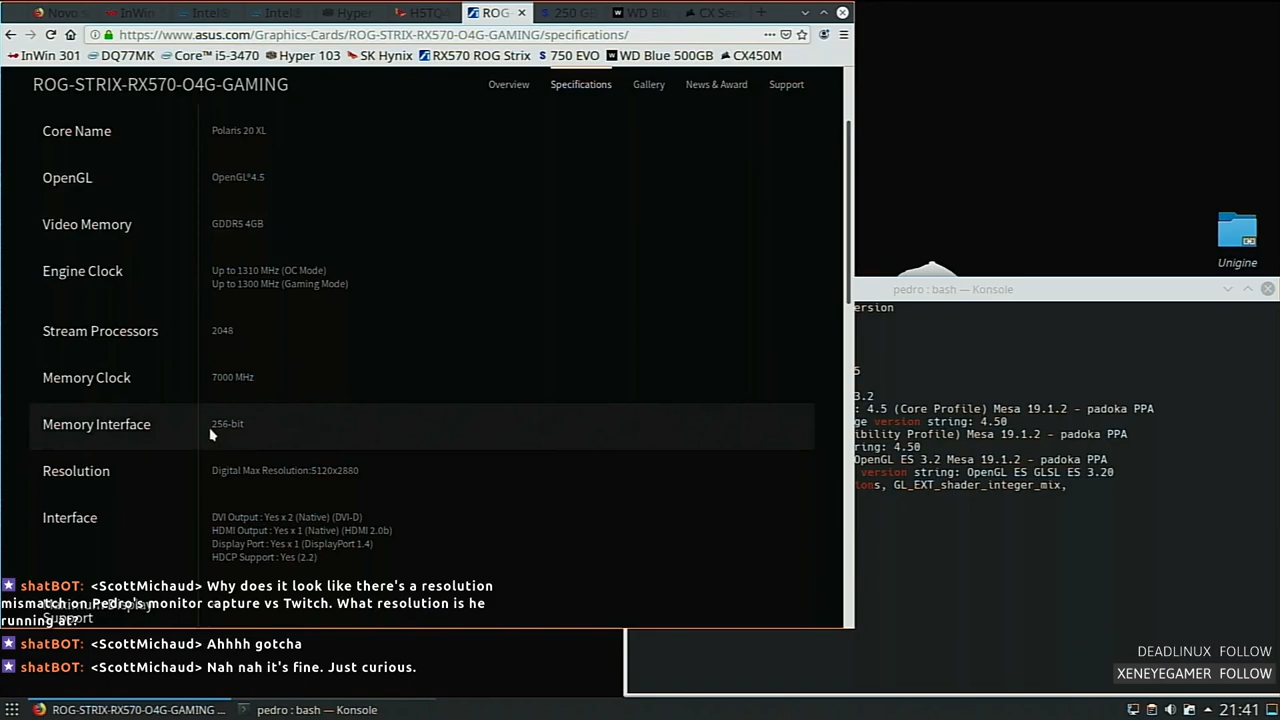 Novo s
InWin
Intel®
Intel®
Hyper
H5TQ
ROG-
250 GB
WD Blu
CX Seri
https://www.asus.com/Graphics-Cards/ROG-STRIX-RX570-O4G-GAMING/specifications/
InWin 301
DQ77MK
Core™ i5-3470
Hyper 103
SK Hynix
RX570 ROG Strix
750 EVO
WD Blue 500GB
CX450M
ROG-STRIX-RX570-O4G-GAMING
Overview
Specifications
Gallery
News & Award
Support
Core Name
Polaris 20 XL
OpenGL
OpenGL®4.5
Video Memory
GDDR5 4GB
Engine Clock
Up to 1310 MHz (OC Mode)
Up to 1300 MHz (Gaming Mode)
Stream Processors
2048
Memory Clock
7000 MHz
Memory Interface
256-bit
Resolution
Digital Max Resolution:5120x2880
Interface
DVI Output : Yes x 2 (Native) (DVI-D)
HDMI Output : Yes x 1 (Native) (HDMI 2.0b)
Display Port : Yes x 1 (DisplayPort 1.4)
HDCP Support : Yes (2.2)
Maximum Display
Support
Unigine
pedro : bash — Konsole
ersion
5
3.2
: 4.5 (Core Profile) Mesa 19.1.2 - padoka PPA
ge version string: 4.50
ibility Profile) Mesa 19.1.2 - padoka PPA
ring: 4.50
OpenGL ES 3.2 Mesa 19.1.2 - padoka PPA
version string: OpenGL ES GLSL ES 3.20
ons, GL_EXT_shader_integer_mix,
shatBOT: <ScottMichaud> Why does it look like there's a resolution
mismatch on Pedro's monitor capture vs Twitch. What resolution is he
running at?
shatBOT: <ScottMichaud> Ahhhh gotcha
shatBOT: <ScottMichaud> Nah nah it's fine. Just curious.
DEADLINUX FOLLOW
XENEYEGAMER FOLLOW
ROG-STRIX-RX570-O4G-GAMING ...
pedro : bash — Konsole
21:41